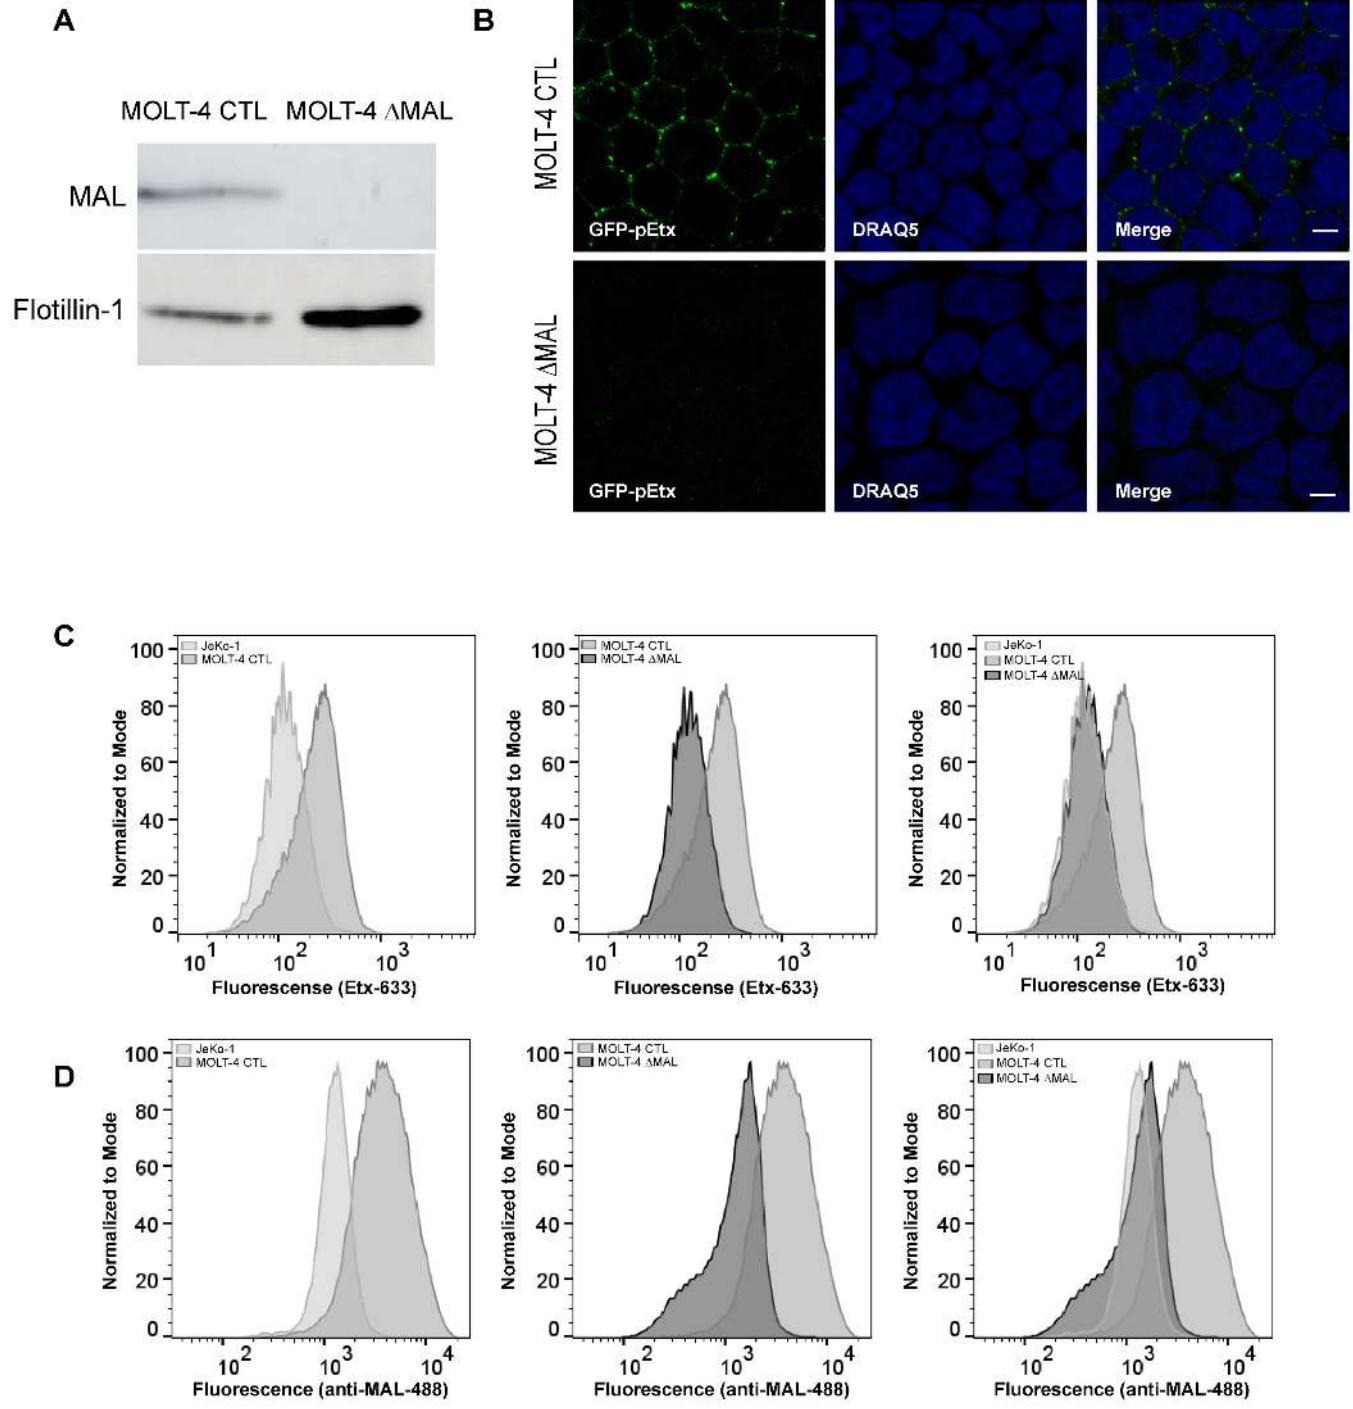 A
B
MOLT-4 CTL MOLT-4 ΔMAL
MAL
Flotillin-1
MOLT-4 CTL
GFP-pEtx
DRAQ5
Merge
MOLT-4 ΔMAL
GFP-pEtx
DRAQ5
Merge
C
JeKo-1
MOLT-4 CTL
Normalized to Mode
100
80
60
40
20
0
10^1 10^2 10^3
Fluorescense (Etx-633)
MOLT-4 CTL
MOLT-4 ΔMAL
Normalized to Mode
100
80
60
40
20
0
10^1 10^2 10^3
Fluorescense (Etx-633)
JeKo-1
MOLT-4 CTL
MOLT-4 ΔMAL
Normalized to Mode
100
80
60
40
20
0
10^1 10^2 10^3
Fluorescense (Etx-633)
D
JeKo-1
MOLT-4 CTL
Normalized to Mode
100
80
60
40
20
0
10^2 10^3 10^4
Fluorescence (anti-MAL-488)
MOLT-4 CTL
MOLT-4 ΔMAL
Normalized to Mode
100
80
60
40
20
0
10^2 10^3 10^4
Fluorescence (anti-MAL-488)
JeKo-1
MOLT-4 CTL
MOLT-4 ΔMAL
Normalized to Mode
100
80
60
40
20
0
10^2 10^3 10^4
Fluorescence (anti-MAL-488)